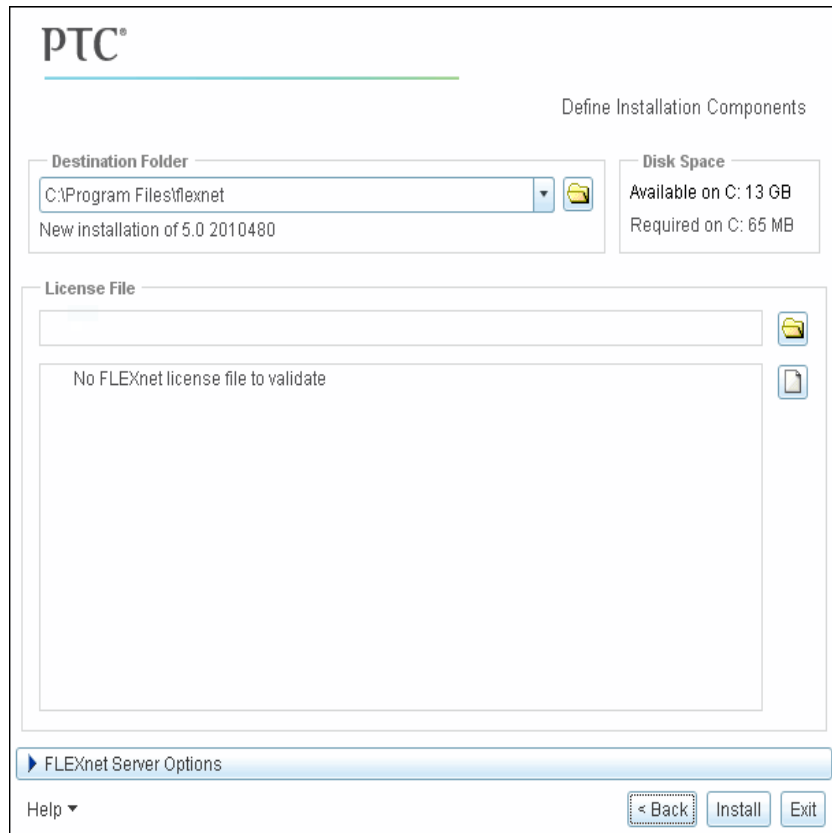 PTC®
Define Installation Components
Destination Folder
C:\Program Files\flexnet
New installation of 5.0 2010480
Disk Space
Available on C: 13 GB
Required on C: 65 MB
License File
No FLEXnet license file to validate
FLEXnet Server Options
Help
< Back
Install
Exit